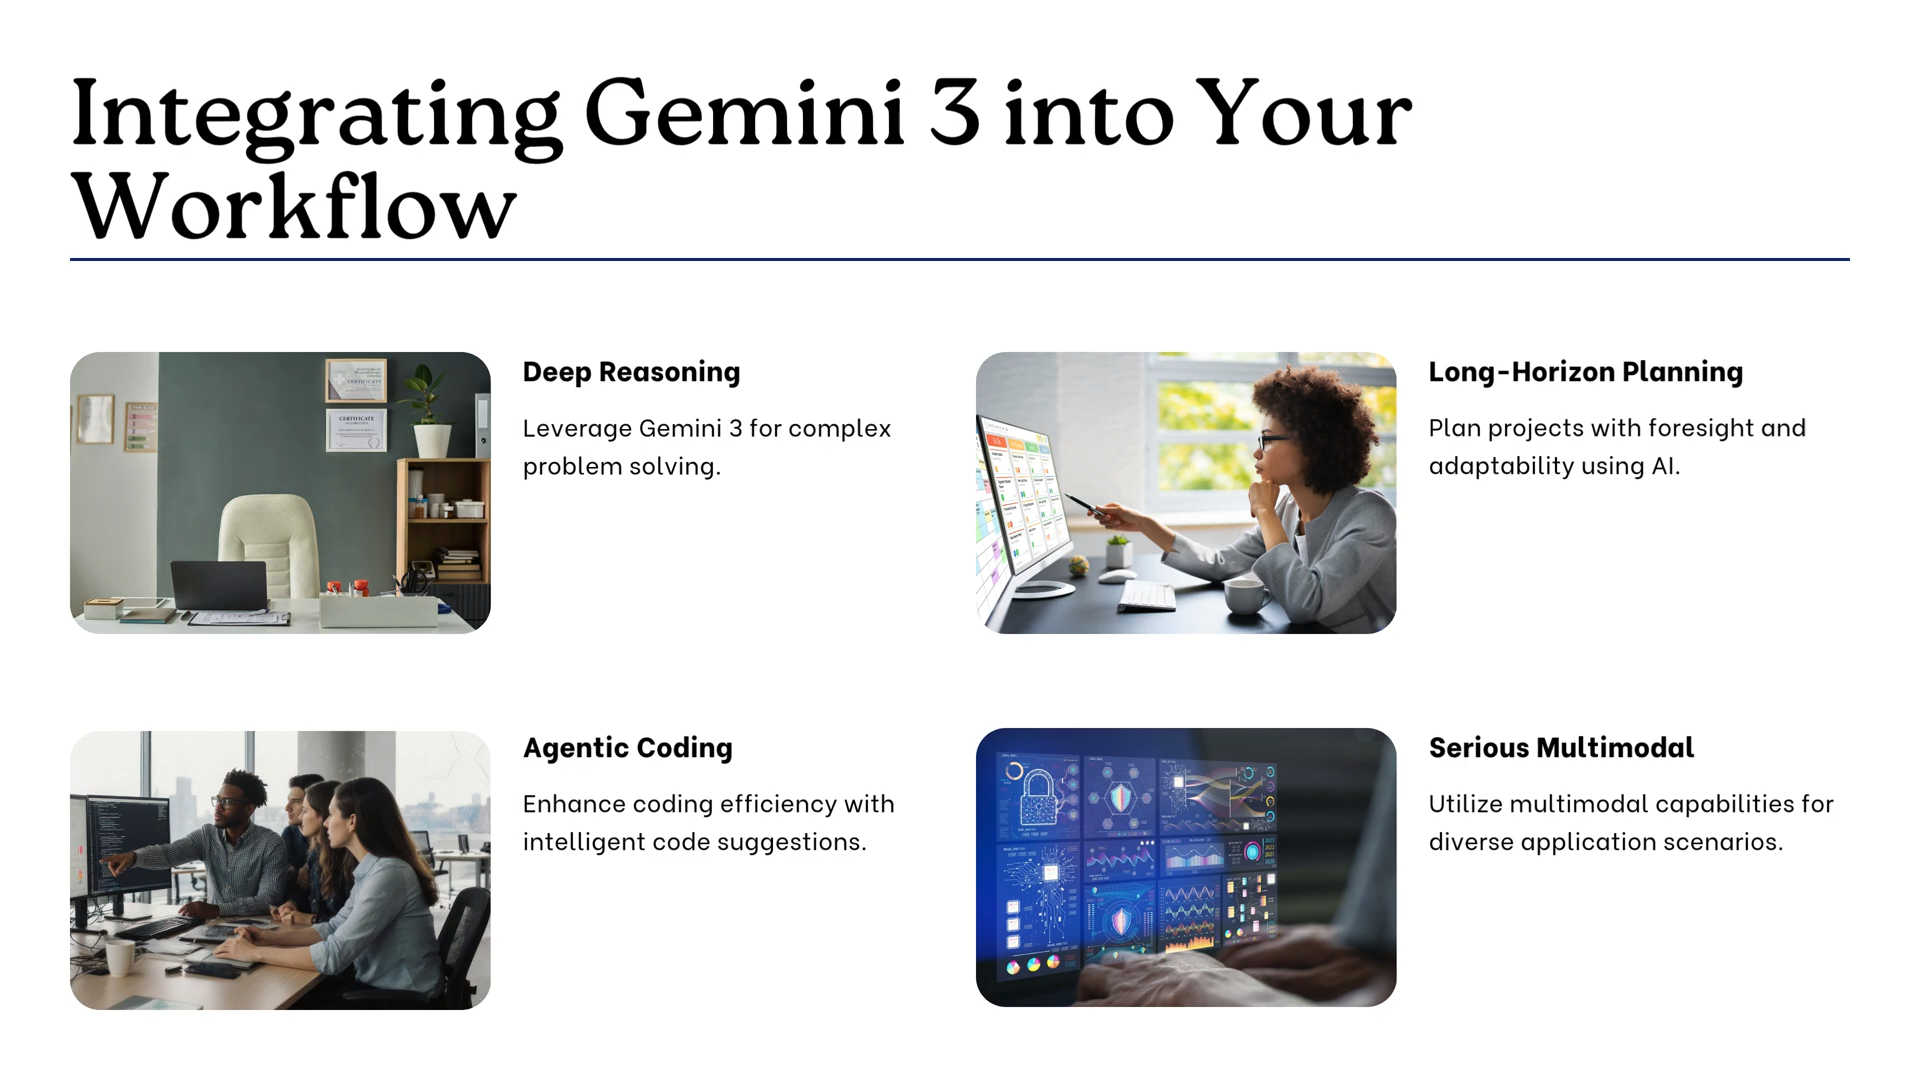 Integrating Gemini 3 into Your
Workflow
Deep Reasoning
Leverage Gemini 3 for complex
problem solving.
Long-Horizon Planning
Plan projects with foresight and
adaptability using AI.
CERTIFICATE
CERTIFICATE
Agentic Coding
Enhance coding efficiency with
intelligent code suggestions.
Serious Multimodal
Utilize multimodal capabilities for
diverse application scenarios.